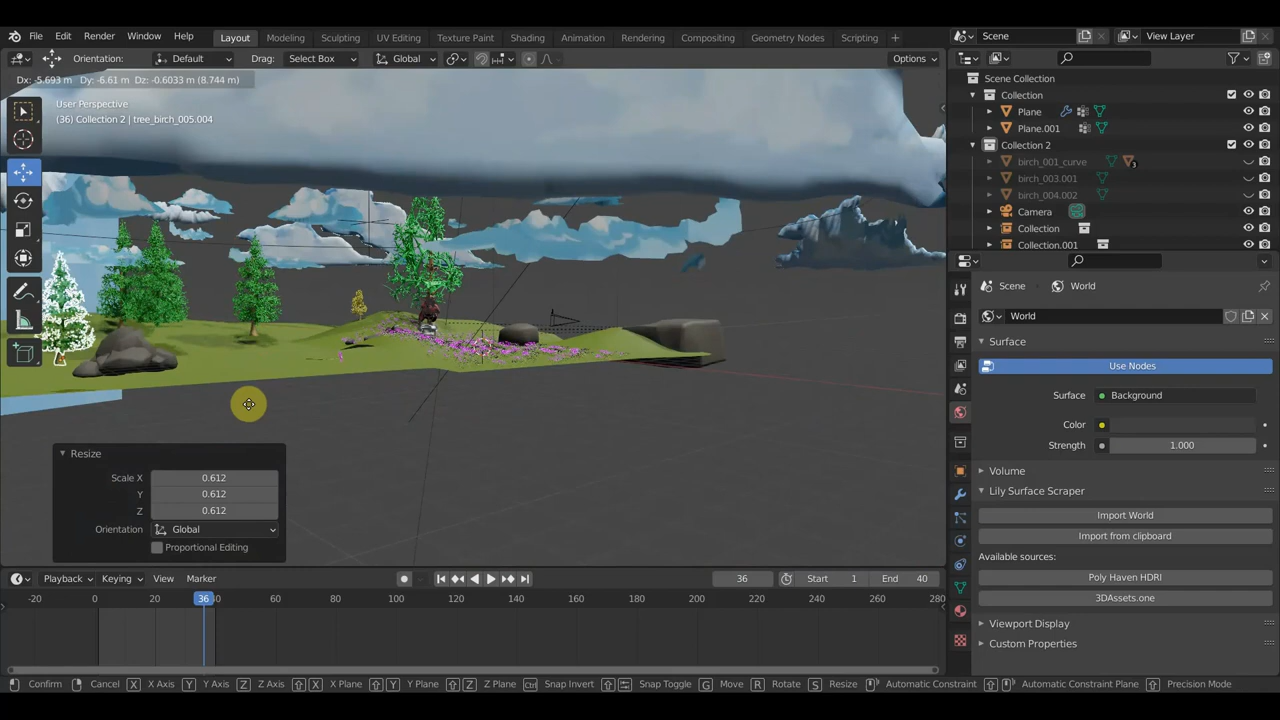 File Edit Render Window Help Layout Modeling Sculpting UV Editing Texture Paint Shading Animation Rendering Compositing Geometry Nodes Scripting + Scene View Layer
Orientation: Default Drag: Select Box Global Options
Dx: -5.693 m Dy: -6.61 m Dz: -0.6033 m (8.744 m)
User Perspective
(36) Collection 2 | tree_birch_005.004
Scene Collection
Collection
Plane
Plane.001
Collection 2
birch_001_curve 3
birch_003.001
birch_004.002
Camera
Collection
Collection.001
Scene World
World
Surface
Use Nodes
Surface Background
Color
Strength 1.000
Volume
Lily Surface Scraper
Import World
Import from clipboard
Available sources:
Poly Haven HDRI
3DAssets.one
Viewport Display
Custom Properties
Resize
Scale X 0.612
Y 0.612
Z 0.612
Orientation Global
Proportional Editing
Playback Keying View Marker 36 Start 1 End 40
-20 0 20 36 60 80 100 120 140 160 180 200 220 240 260 280
Confirm Cancel X X Axis Y Y Axis Z Z Axis X X Plane Y Y Plane Z Z Plane Ctrl Snap Invert Snap Toggle G Move R Rotate S Resize Automatic Constraint Automatic Constraint Plane Precision Mode